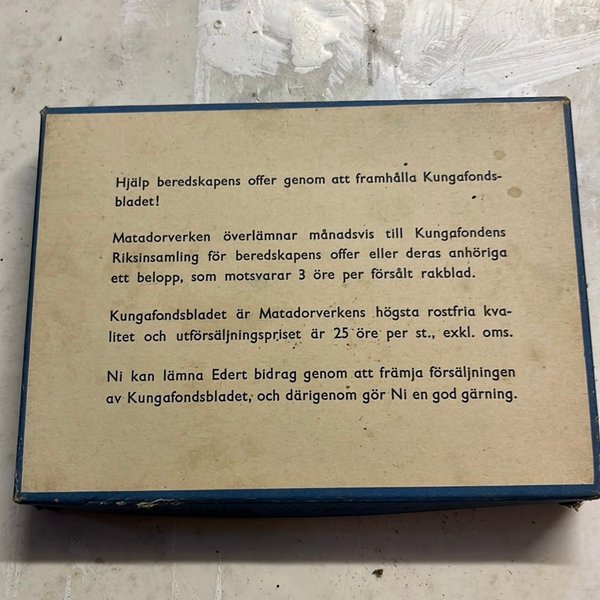 Hjälp beredskapens offer genom att framhålla Kungafonds-
bladet!
Matadorverken överlämnar månadsvis till Kungafondens
Riksinsamling för beredskapens offer eller deras anhöriga
ett belopp, som motsvarar 3 öre per försålt rakblad.
Kungafondsbladet är Matadorverkens högsta rostfria kva-
litet och utförsäljningspriset är 25 öre per st., exkl. oms.
Ni kan lämna Edert bidrag genom att främja försäljningen
av Kungafondsbladet, och därigenom gör Ni en god gärning.